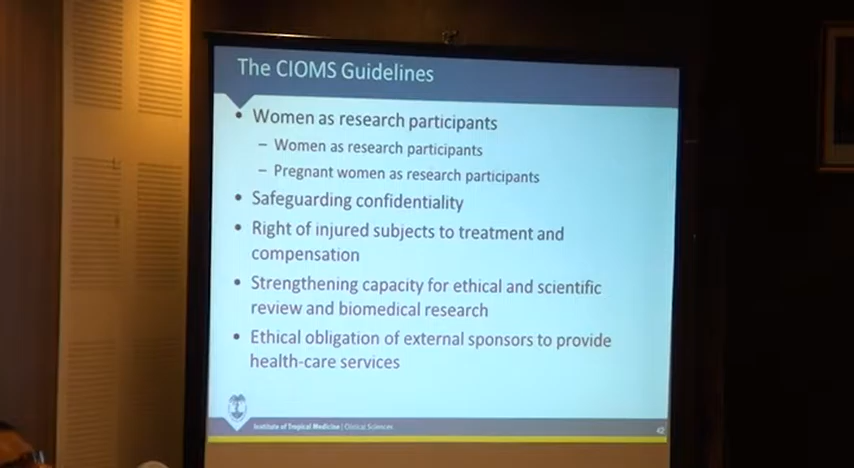 The CIOMS Guidelines
• Women as research participants
– Women as research participants
– Pregnant women as research participants
• Safeguarding confidentiality
• Right of injured subjects to treatment and
compensation
• Strengthening capacity for ethical and scientific
review and biomedical research
• Ethical obligation of external sponsors to provide
health-care services
Institute of Tropical Medicine | Clinical Sciences
42